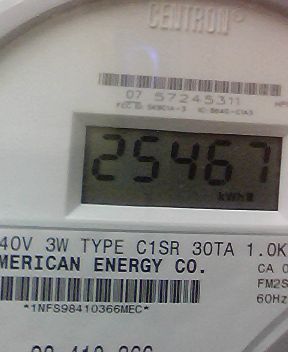 CENTRON®
07 57245311
25467
kWh
40V 3W TYPE C1SR 30TA 1.0K
MERICAN ENERGY CO.
CA 0
FM2S
60Hz
*1NFS98410366MEC*